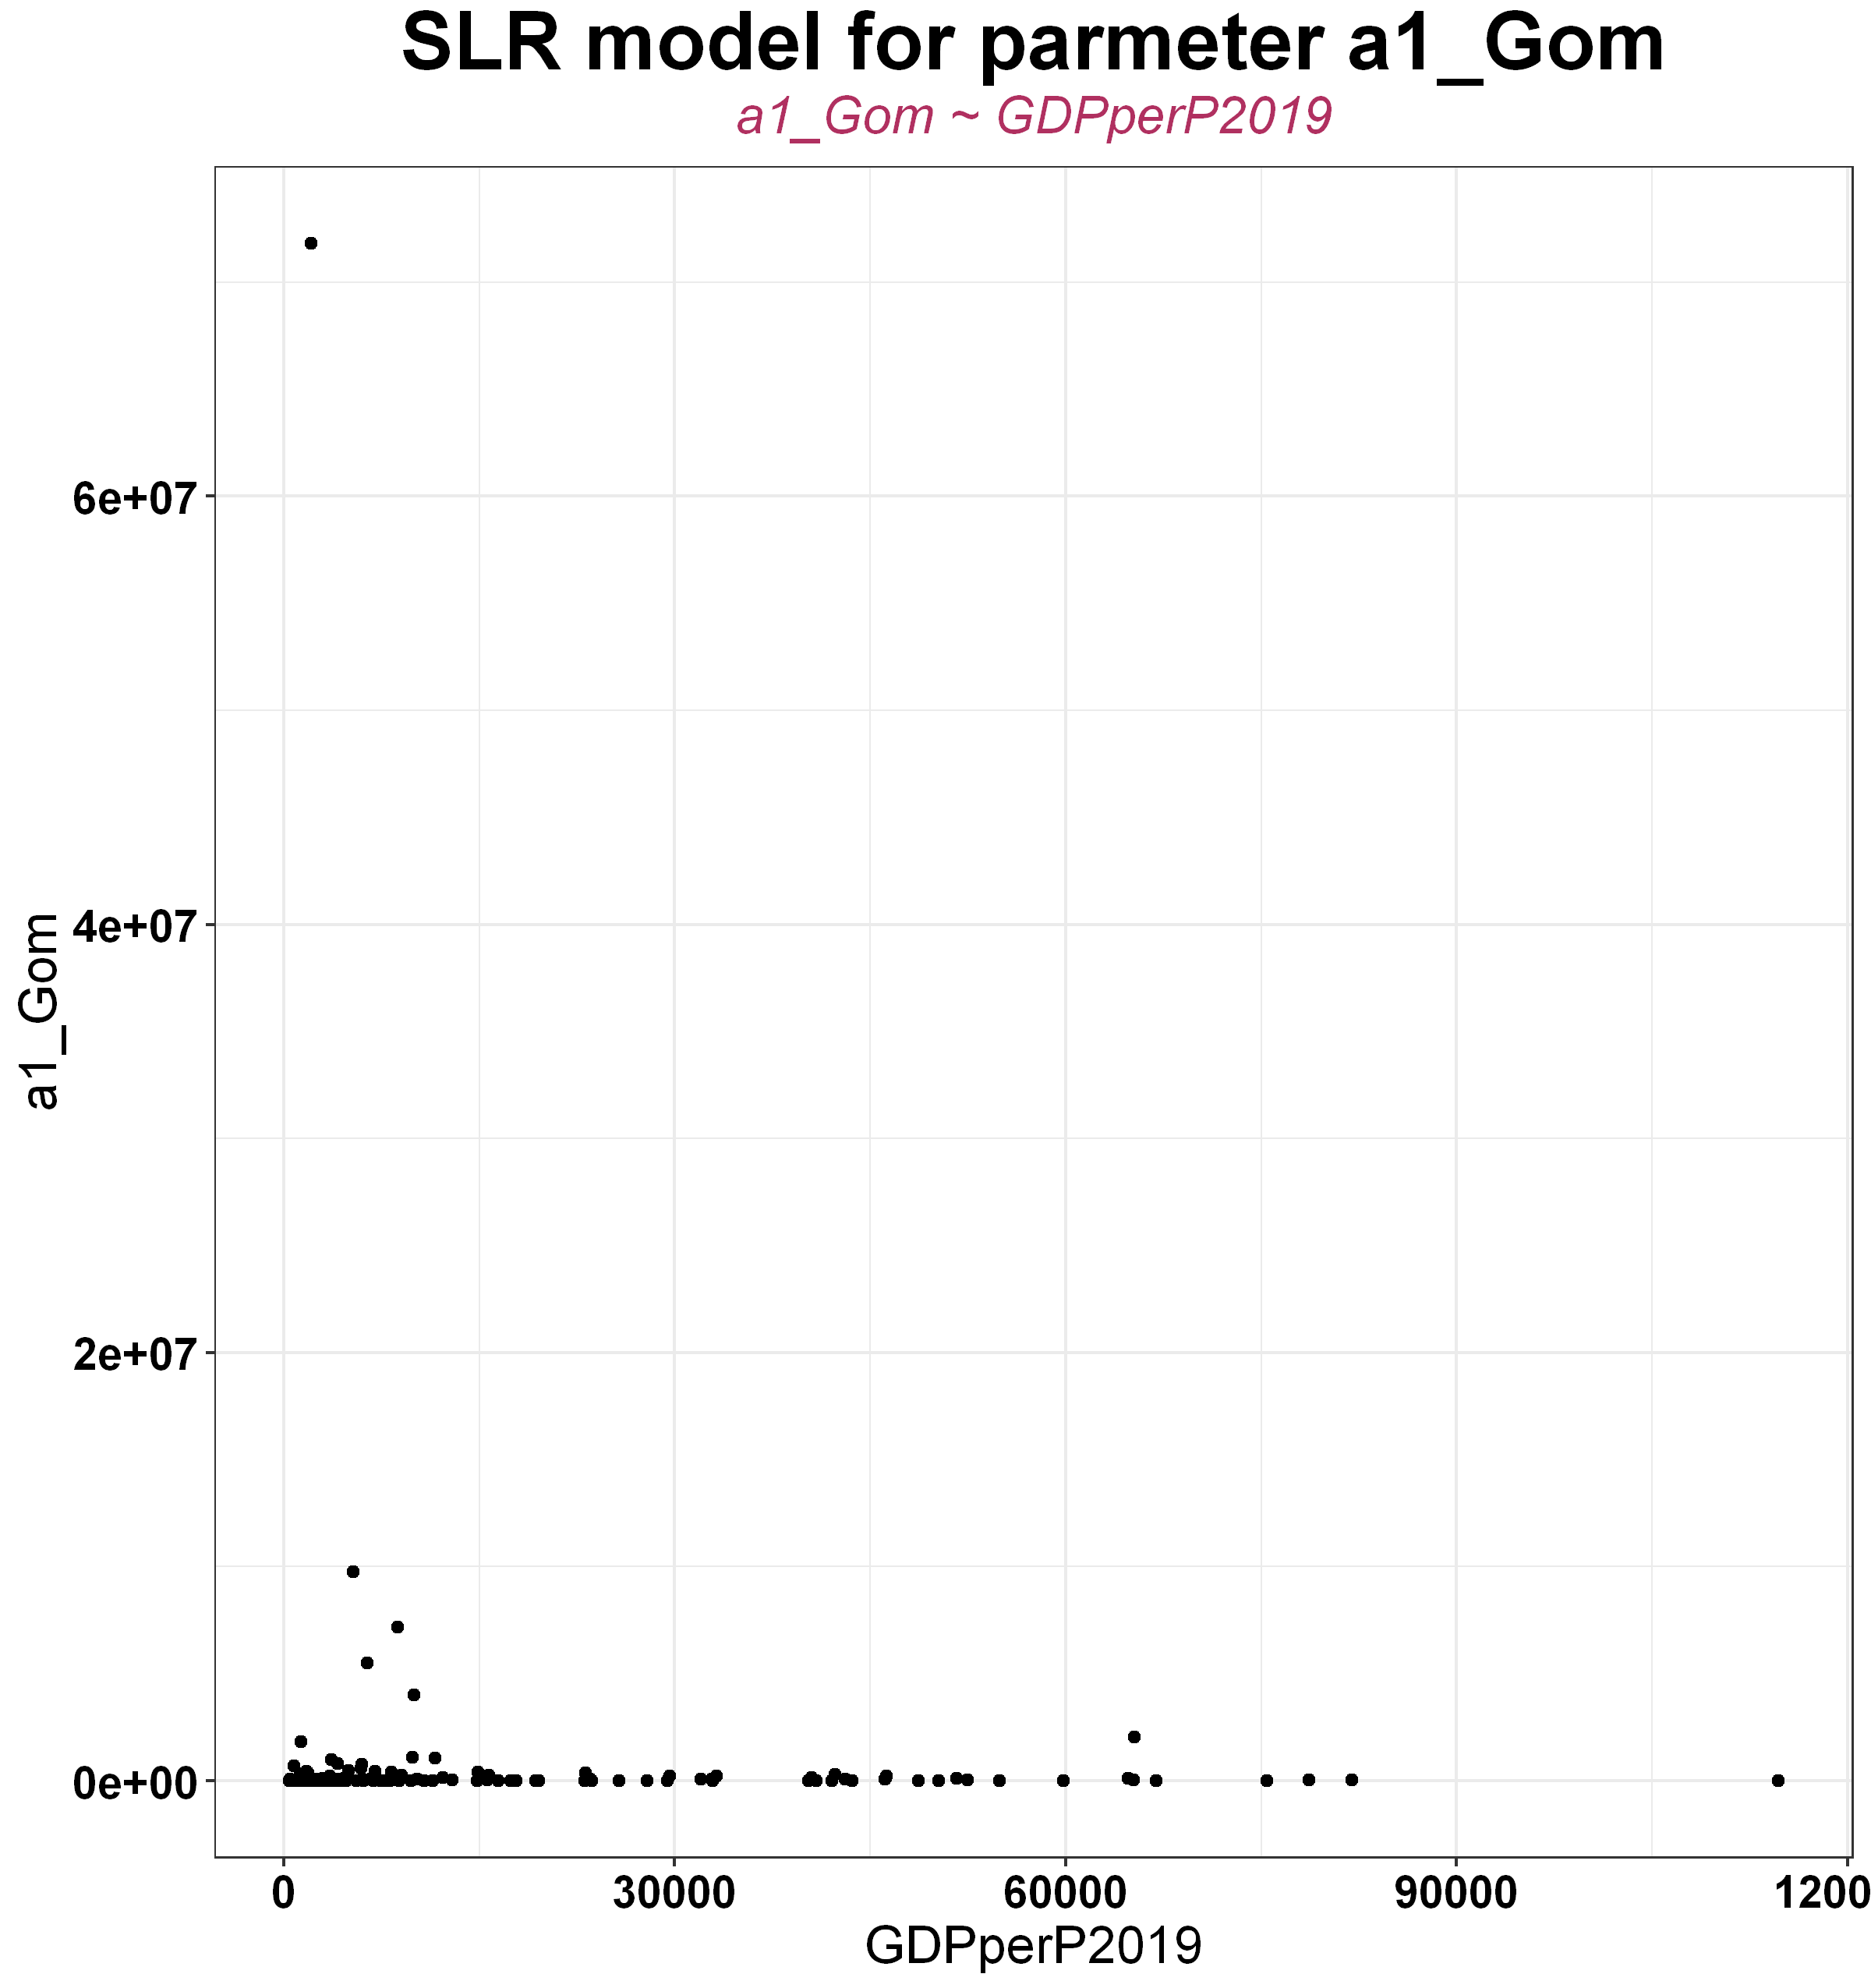 SLR model for parmeter a1_Gom
a1_Gom ~ GDPperP2019
6e+07
4e+07
2e+07
0e+00
a1_Gom
0 30000 60000 90000 1200
GDPperP2019